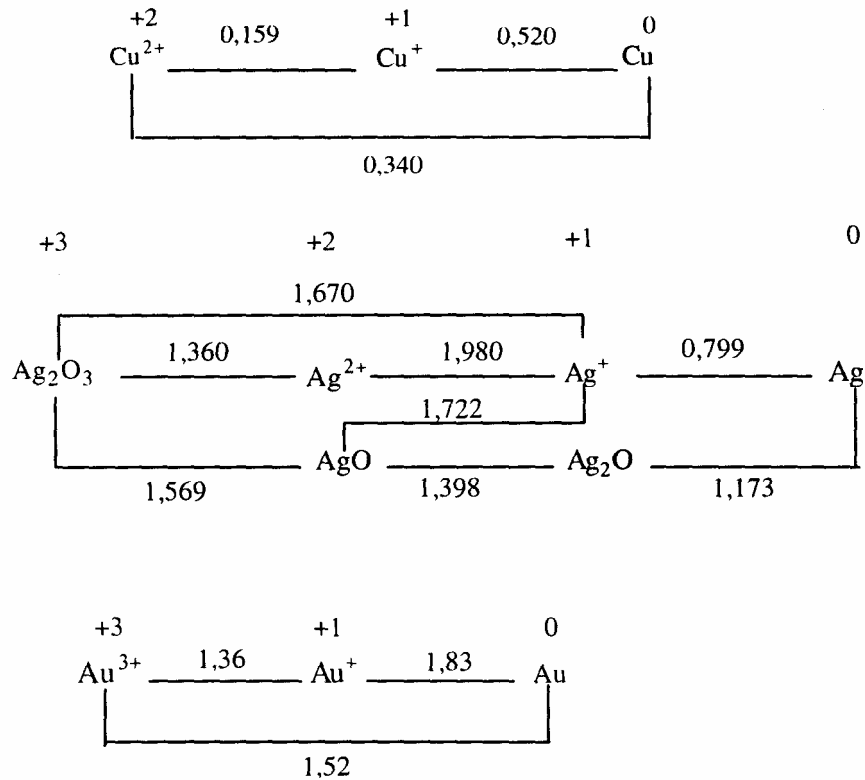 +2 +1 0
0,159 0,520
Cu²⁺ Cu⁺ Cu
0,340
+3 +2 +1 0
1,670
1,360 1,980 0,799
Ag₂O₃ Ag²⁺ Ag⁺ Ag
1,722
AgO Ag₂O
1,569 1,398 1,173
+3 +1 0
1,36 1,83
Au³⁺ Au⁺ Au
1,52